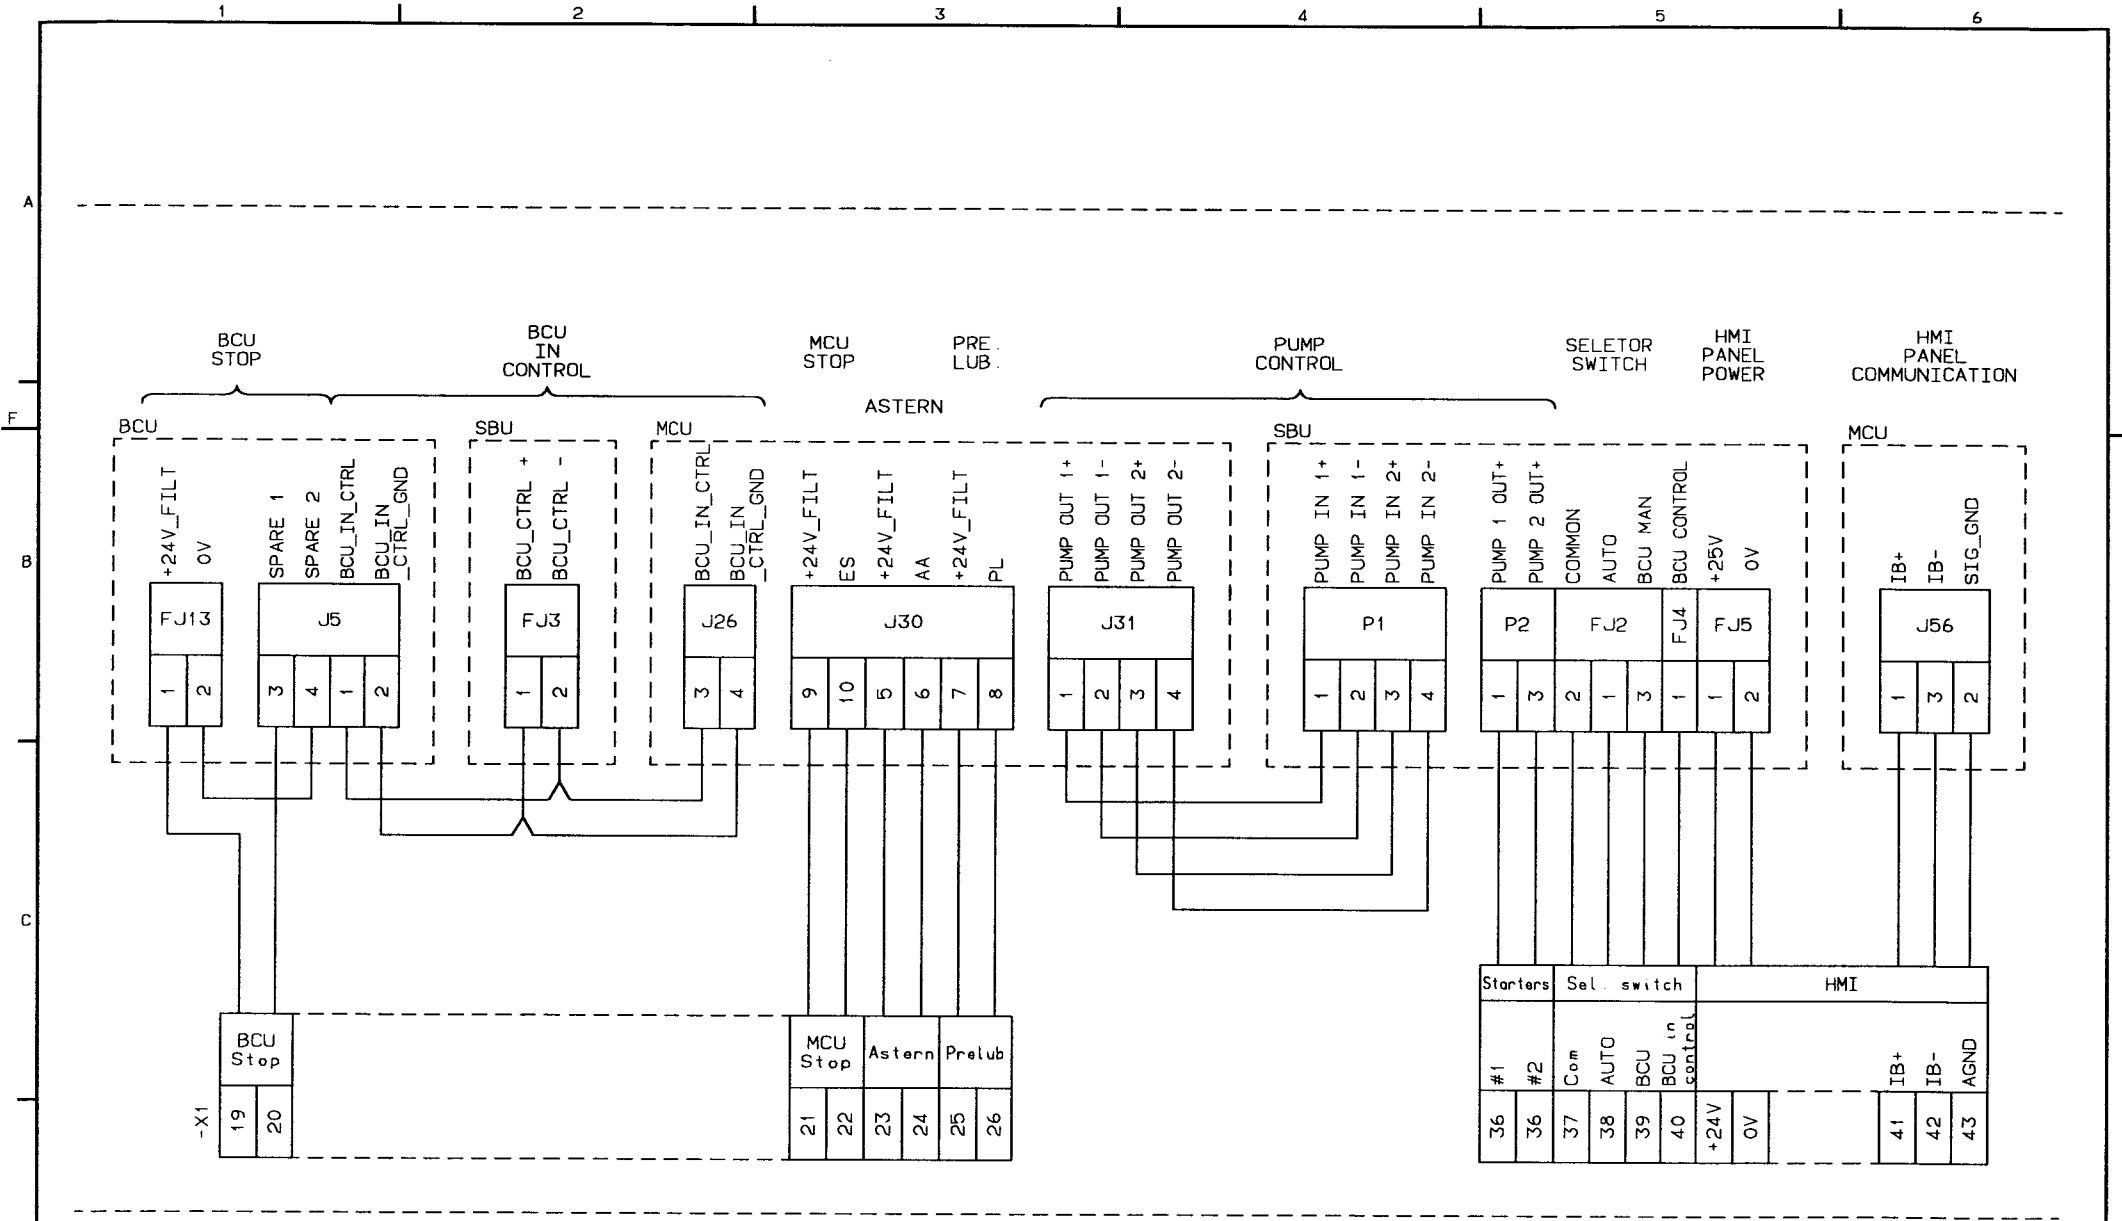 1 2 3 4 5 6
A
BCU
STOP
BCU
IN
CONTROL
MCU
STOP
PRE.
LUB.
ASTERN
PUMP
CONTROL
SELETOR
SWITCH
HMI
PANEL
POWER
HMI
PANEL
COMMUNICATION
F
BCU
SBU
MCU
SBU
MCU
B
+24V_FILT
0V
SPARE 1
SPARE 2
BCU_IN_CTRL
BCU_IN
_CTRL_GND
BCU_CTRL +
BCU_CTRL -
BCU_IN_CTRL
BCU_IN
_CTRL_GND
+24V_FILT
ES
+24V_FILT
AA
+24V_FILT
PL
PUMP OUT 1+
PUMP OUT 1-
PUMP OUT 2+
PUMP OUT 2-
PUMP IN 1+
PUMP IN 1-
PUMP IN 2+
PUMP IN 2-
PUMP 1 OUT+
PUMP 2 OUT+
COMMON
AUTO
BCU MAN
BCU CONTROL
+25V
0V
IB+
IB-
SIG_GND
FJ13 J5 FJ3 J26 J30 J31 P1 P2 FJ2 FJ4 FJ5 J56
1 2 3 4 1 2 1 2 3 4 9 10 5 6 7 8 1 2 3 4 1 2 3 4 1 3 2 1 3 1 1 2 1 3 2
C
Starters Sel. switch HMI
BCU
Stop
MCU
Stop
Astern
Prelub
#1
#2
Com
AUTO
BCU
BCU in
control
IB+
IB-
AGND
-X1
19 20 21 22 23 24 25 26 36 36 37 38 39 40 +24V 0V 41 42 43